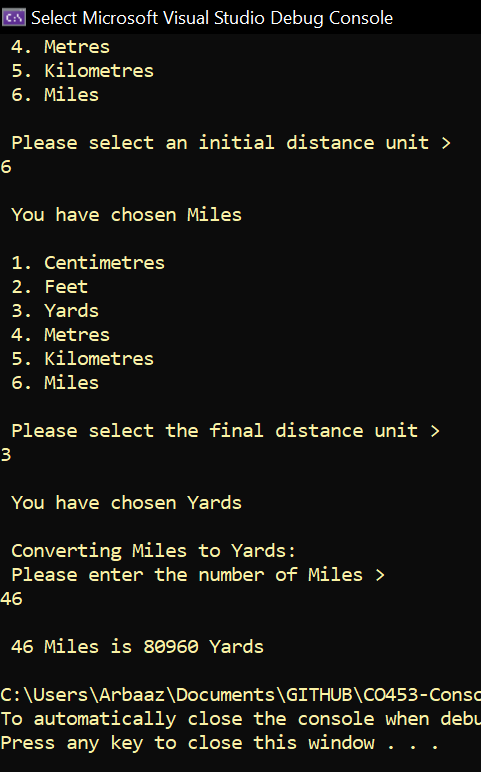 Select Microsoft Visual Studio Debug Console
4. Metres
5. Kilometres
6. Miles
Please select an initial distance unit >
6
You have chosen Miles
1. Centimetres
2. Feet
3. Yards
4. Metres
5. Kilometres
6. Miles
Please select the final distance unit >
3
You have chosen Yards
Converting Miles to Yards:
Please enter the number of Miles >
46
46 Miles is 80960 Yards
C:\Users\Arbaaz\Documents\GITHUB\CO453-Conso
To automatically close the console when debu
Press any key to close this window . . .